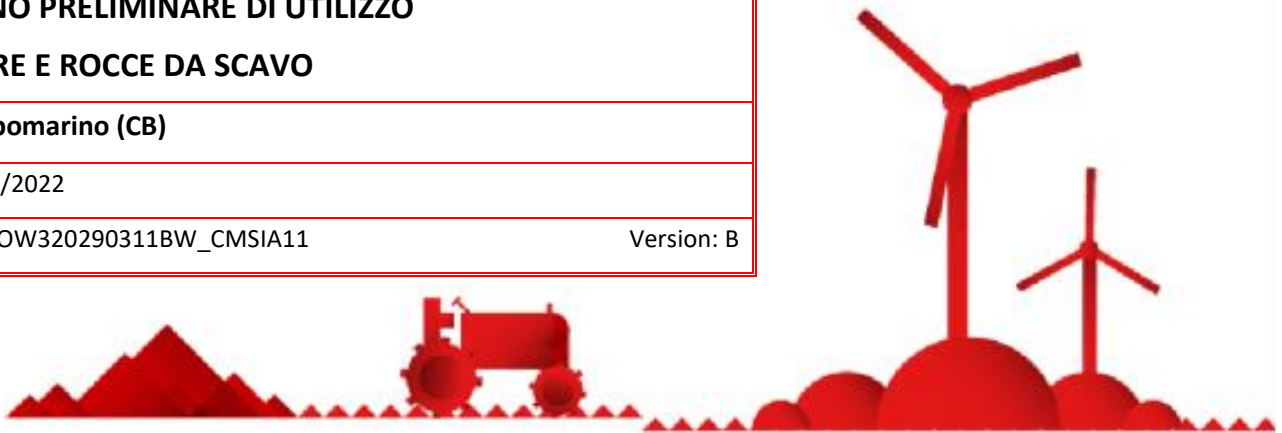 NO PRELIMINARE DI UTILIZZO
RE E ROCCE DA SCAVO
pomarino (CB)
/2022
OW320290311BW_CMSIA11 Version: B